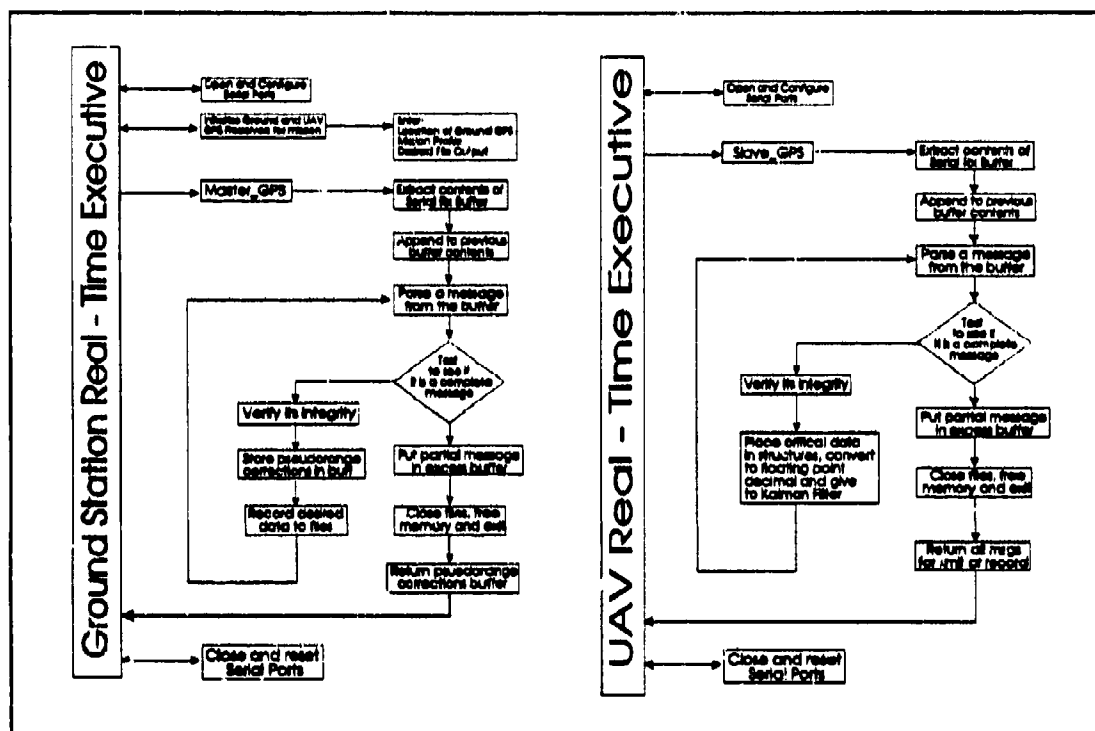 Ground Station Real - Time Executive
Open and Configure
Serial Ports
Initialize Ground and UAV
GPS Receivers for Mission
Enter:
Location of Ground GPS
Mission Profile
Desired File Output
Master_GPS
Extract contents of
Serial Rx Buffer
Append to previous
buffer contents
Parse a message
from the buffer
Test
to see if
it is a complete
message
Verify its integrity
Store pseudorange
corrections in buff
Record desired
data to files
Put partial message
in excess buffer
Close files, free
memory and exit
Return psuedorange
corrections buffer
Close and reset
Serial Ports
UAV Real - Time Executive
Open and Configure
Serial Ports
Slave_GPS
Extract contents of
Serial Rx Buffer
Append to previous
buffer contents
Parse a message
from the buffer
Test
to see if
it is a complete
message
Verify its integrity
Place critical data
in structures, convert
to floating point
decimal and give
to Kalman Filter
Put partial message
in excess buffer
Close files, free
memory and exit
Return all msgs
for xmit or record
Close and reset
Serial Ports